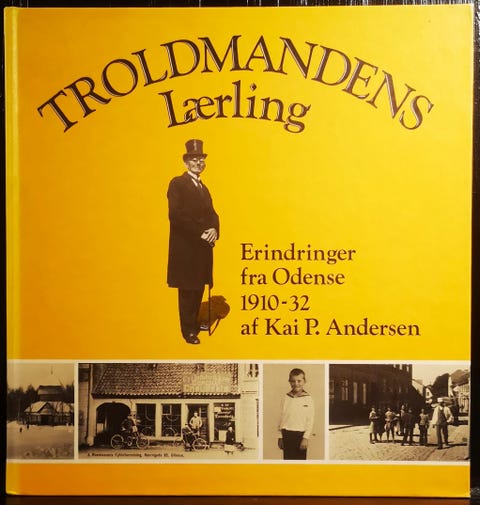 TROLDMANDENS
Lærling
Erindringer
fra Odense
1910-32
af Kai P. Andersen